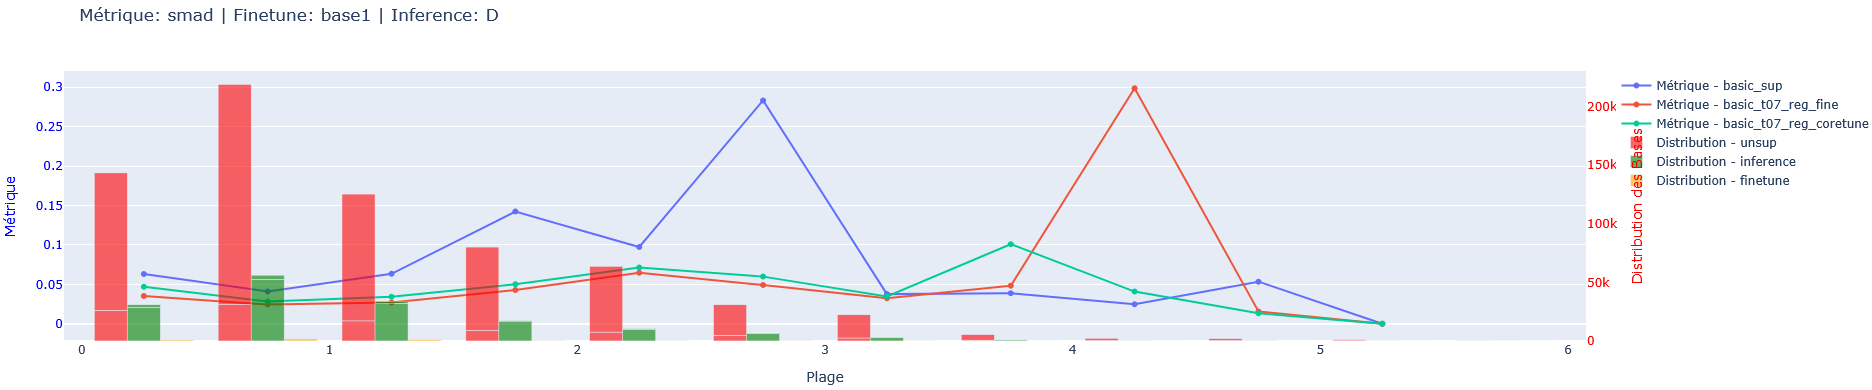 Métrique: smad | Finetune: base1 | Inference: D
0.3
0.25
0.2
0.15
0.1
0.05
0
Métrique
0
1
2
3
4
5
6
Plage
200k
150k
100k
50k
0
Distribution des Bases
Métrique - basic_sup
Métrique - basic_t07_reg_fine
Métrique - basic_t07_reg_coretune
Distribution - unsup
Distribution - inference
Distribution - finetune